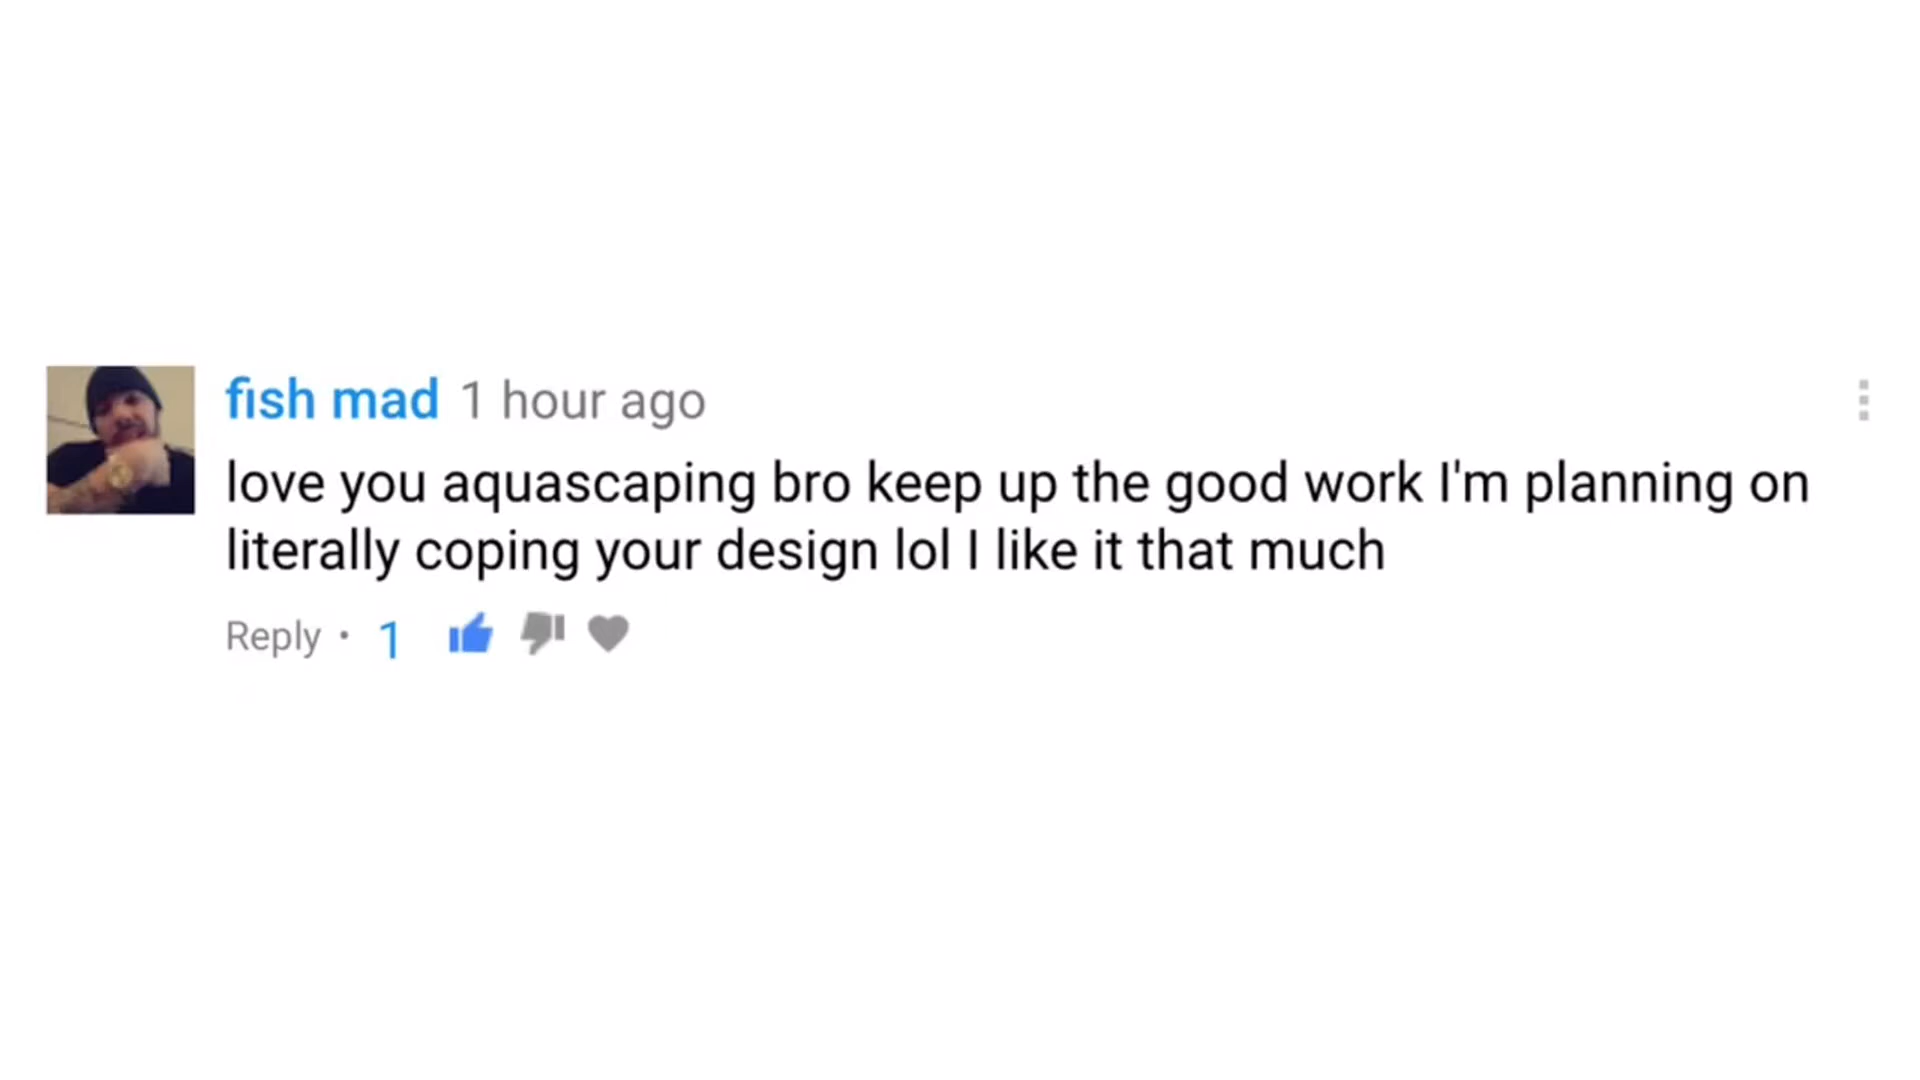 fish mad 1 hour ago
love you aquascaping bro keep up the good work I'm planning on
literally coping your design lol I like it that much
Reply • 1